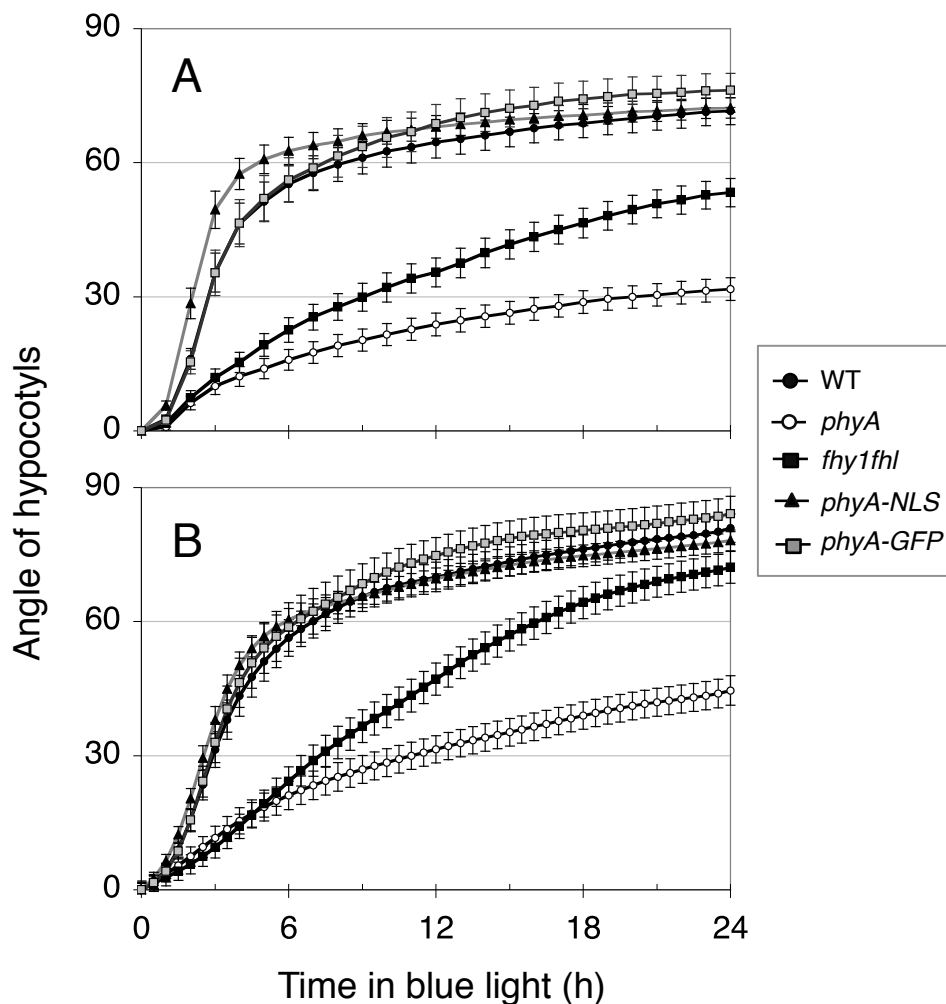 Angle of hypocotyls
90
A
60
30
0
90
B
60
30
0
0 6 12 18 24
Time in blue light (h)
WT
phyA
fhy1fhl
phyA-NLS
phyA-GFP